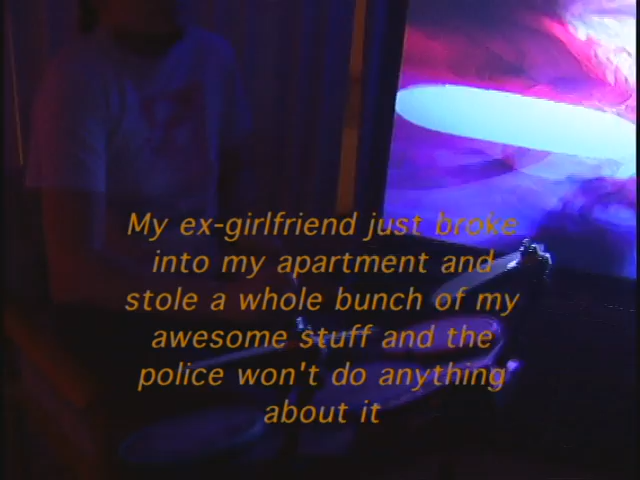 My ex-girlfriend just broke
into my apartment and
stole a whole bunch of my
awesome stuff and the
police won't do anything
about it